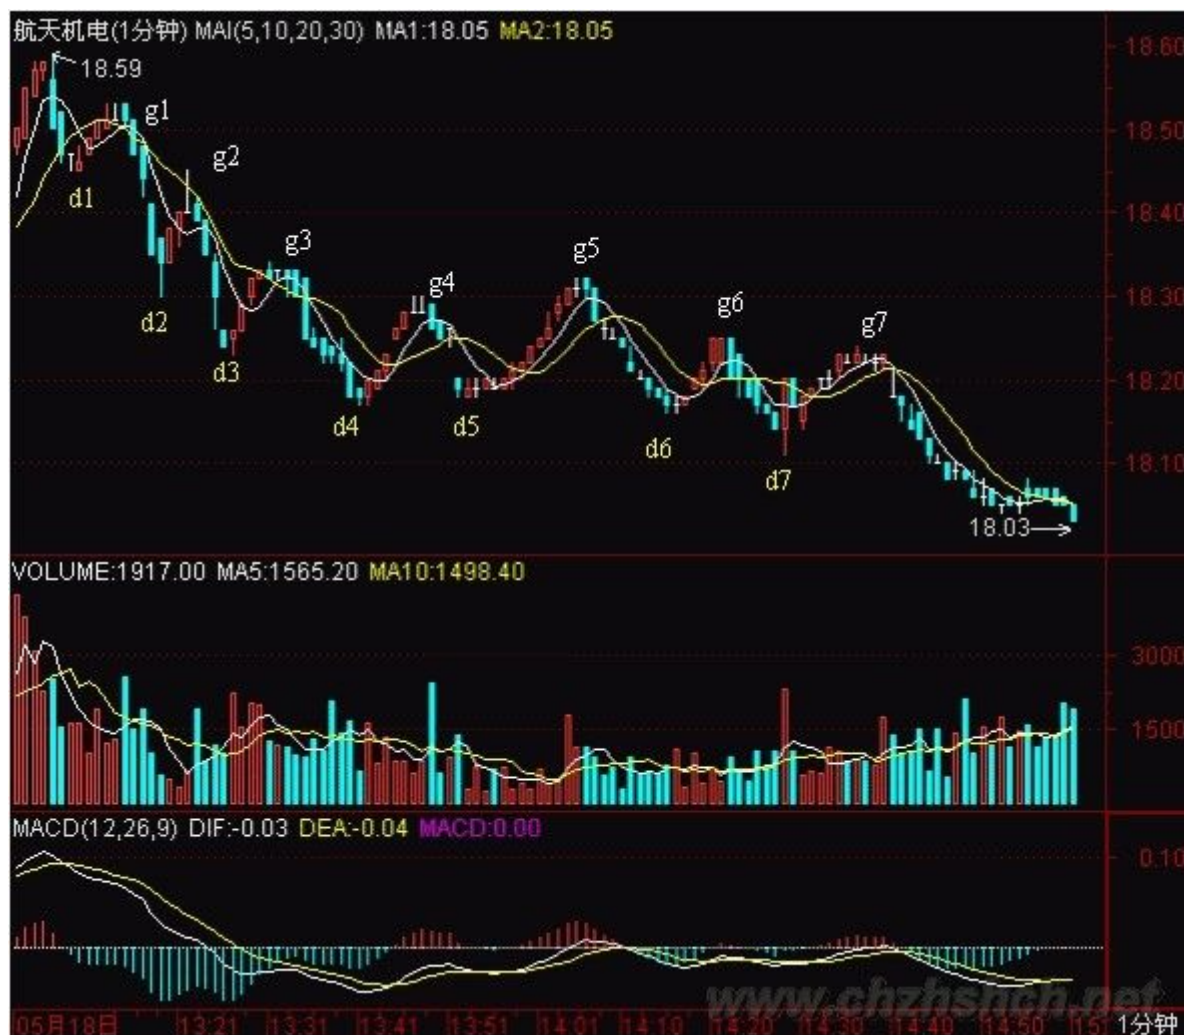 航天机电(1分钟) MAI(5,10,20,30) MA1:18.05 MA2:18.05
18.60
18.59
g1
18.50
g2
d1
18.40
g3
g5
g4
18.30
d2
g6
g7
d3
18.20
d4
d5
d6
d7
18.10
18.03
VOLUME:1917.00 MA5:1565.20 MA10:1498.40
3000
1500
MACD(12,26,9) DIF:-0.03 DEA:-0.04 MACD:0.00
0.10
www.chzhshch.net
05月18日 13:21 13:31 13:41 13:51 14:01 14:10 14:20 14:30 14:40 1分钟